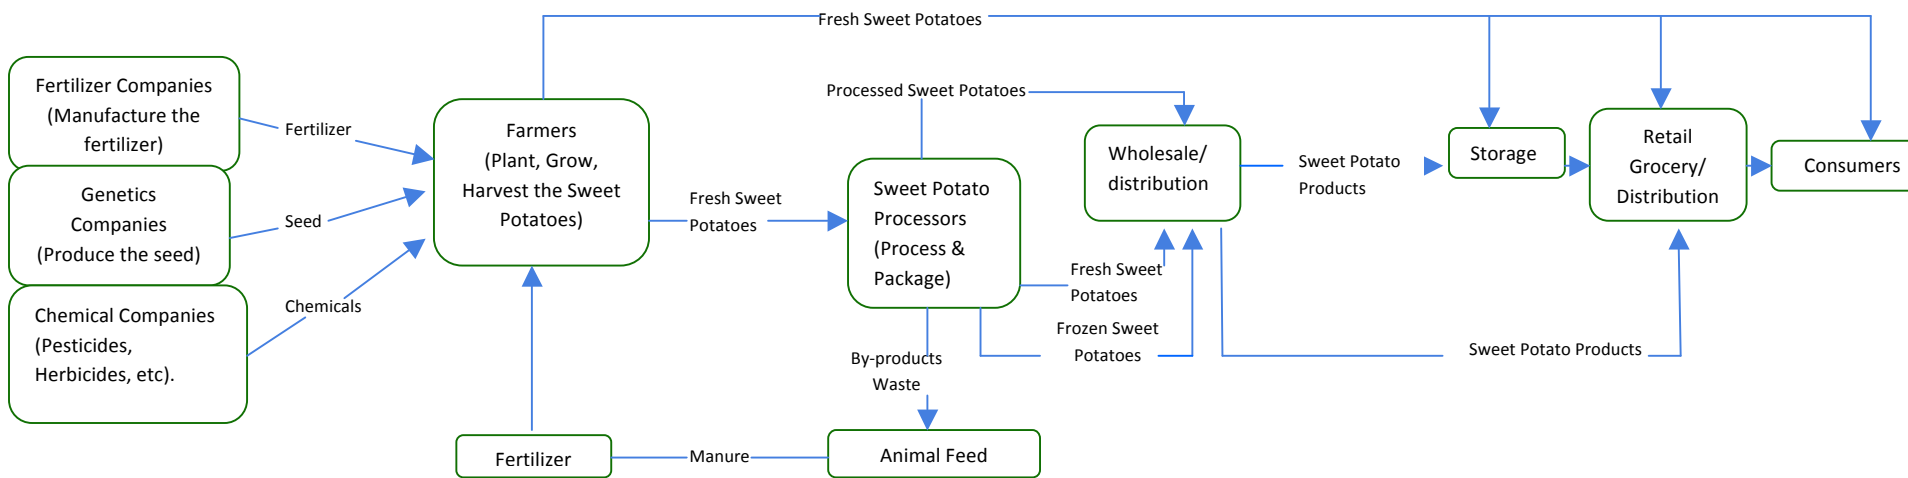 Fresh Sweet Potatoes
Fertilizer Companies
(Manufacture the
fertilizer)
Fertilizer
Genetics
Companies
(Produce the seed)
Seed
Chemical Companies
(Pesticides,
Herbicides, etc).
Chemicals
Farmers
(Plant, Grow,
Harvest the Sweet
Potatoes)
Fresh Sweet
Potatoes
Processed Sweet Potatoes
Sweet Potato
Processors
(Process &
Package)
Fresh Sweet
Potatoes
Frozen Sweet
Potatoes
By-products
Waste
Animal Feed
Manure
Fertilizer
Wholesale/
distribution
Sweet Potato
Products
Sweet Potato Products
Storage
Retail
Grocery/
Distribution
Consumers